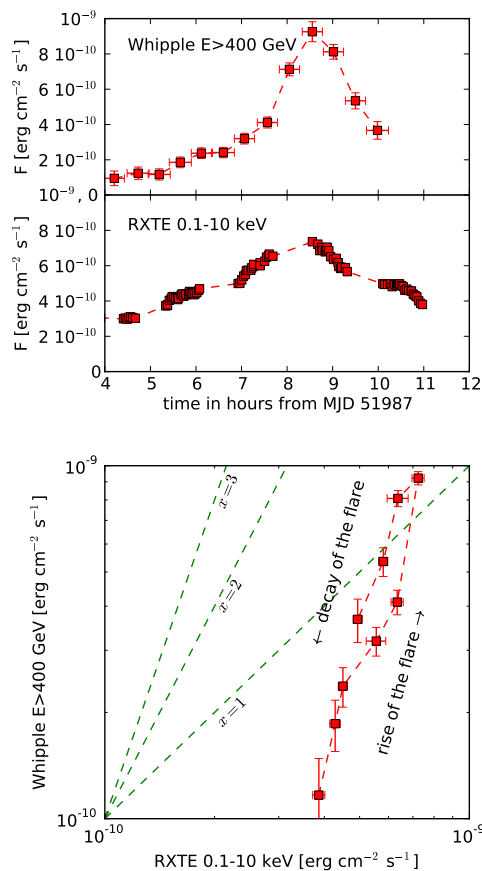 10⁻⁹
Whipple E>400 GeV
8 10⁻¹⁰
6 10⁻¹⁰
4 10⁻¹⁰
2 10⁻¹⁰
F [erg cm⁻² s⁻¹]
10⁻⁹, 0
RXTE 0.1-10 keV
8 10⁻¹⁰
6 10⁻¹⁰
4 10⁻¹⁰
2 10⁻¹⁰
0
F [erg cm⁻² s⁻¹]
4 5 6 7 8 9 10 11 12
time in hours from MJD 51987
10⁻⁹
x=3
x=2
x=1
← decay of the flare
rise of the flare →
Whipple E>400 GeV [erg cm⁻² s⁻¹]
10⁻¹⁰
10⁻¹⁰ 10⁻⁹
RXTE 0.1-10 keV [erg cm⁻² s⁻¹]